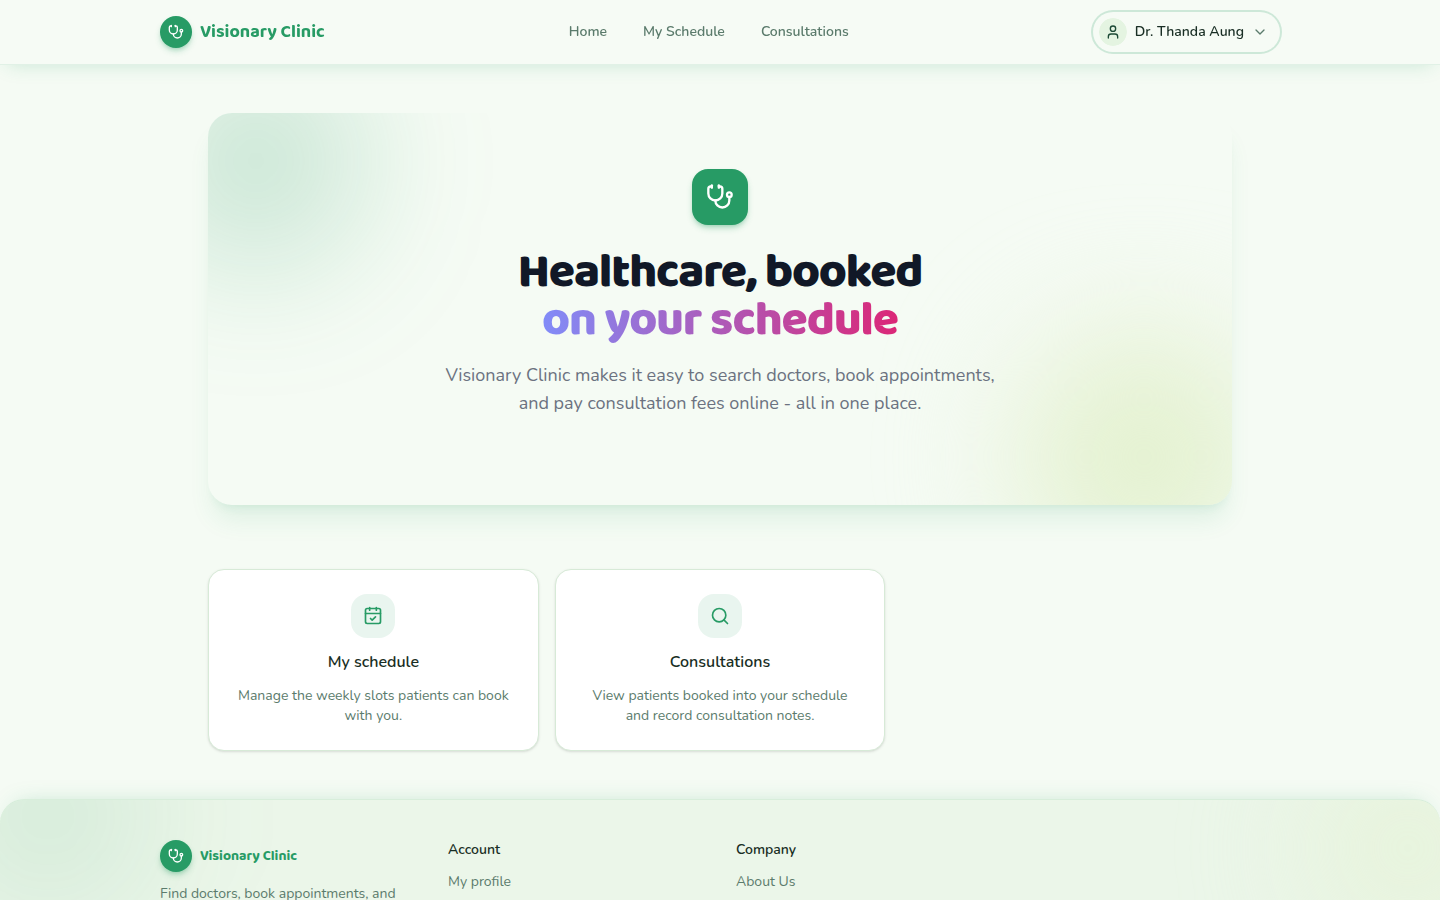 Visionary Clinic
Home
My Schedule
Consultations
Dr. Thanda Aung
Healthcare, booked
on your schedule
Visionary Clinic makes it easy to search doctors, book appointments,
and pay consultation fees online - all in one place.
My schedule
Manage the weekly slots patients can book
with you.
Consultations
View patients booked into your schedule
and record consultation notes.
Visionary Clinic
Find doctors, book appointments, and
Account
My profile
Company
About Us